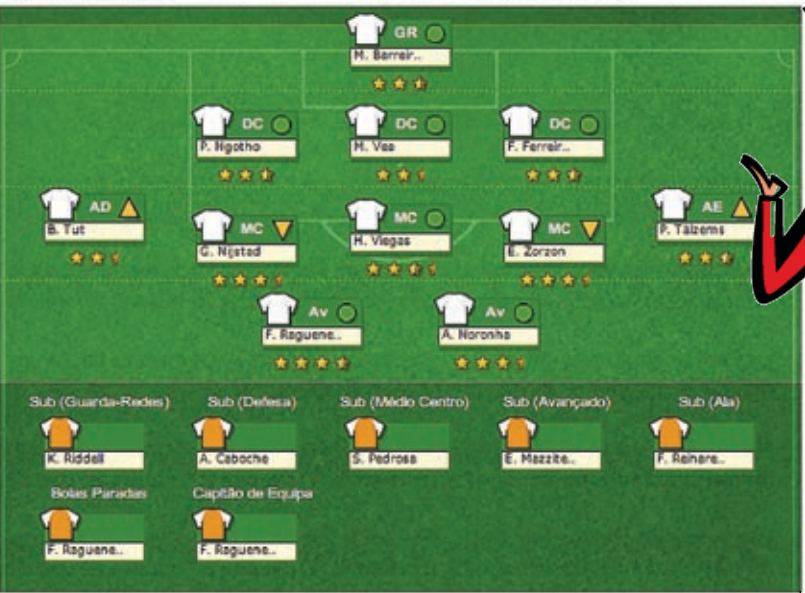 GR
M. Barreir..
DC DC DC
P. Ngotho M. Vea F. Ferreir..
AD AE
B. Tut P. Talzems
MC MC MC
G. Nijstad H. Viegas E. Zorzon
Av Av
F. Raguene.. A. Noronha
Sub (Guarda-Redes) Sub (Defesa) Sub (Médio Centro) Sub (Avançado) Sub (Ala)
K. Riddell A. Caboche S. Pedrosa E. Mazzite.. F. Reinare..
Bolas Paradas Capitão de Equipa
F. Raguene.. F. Raguene..